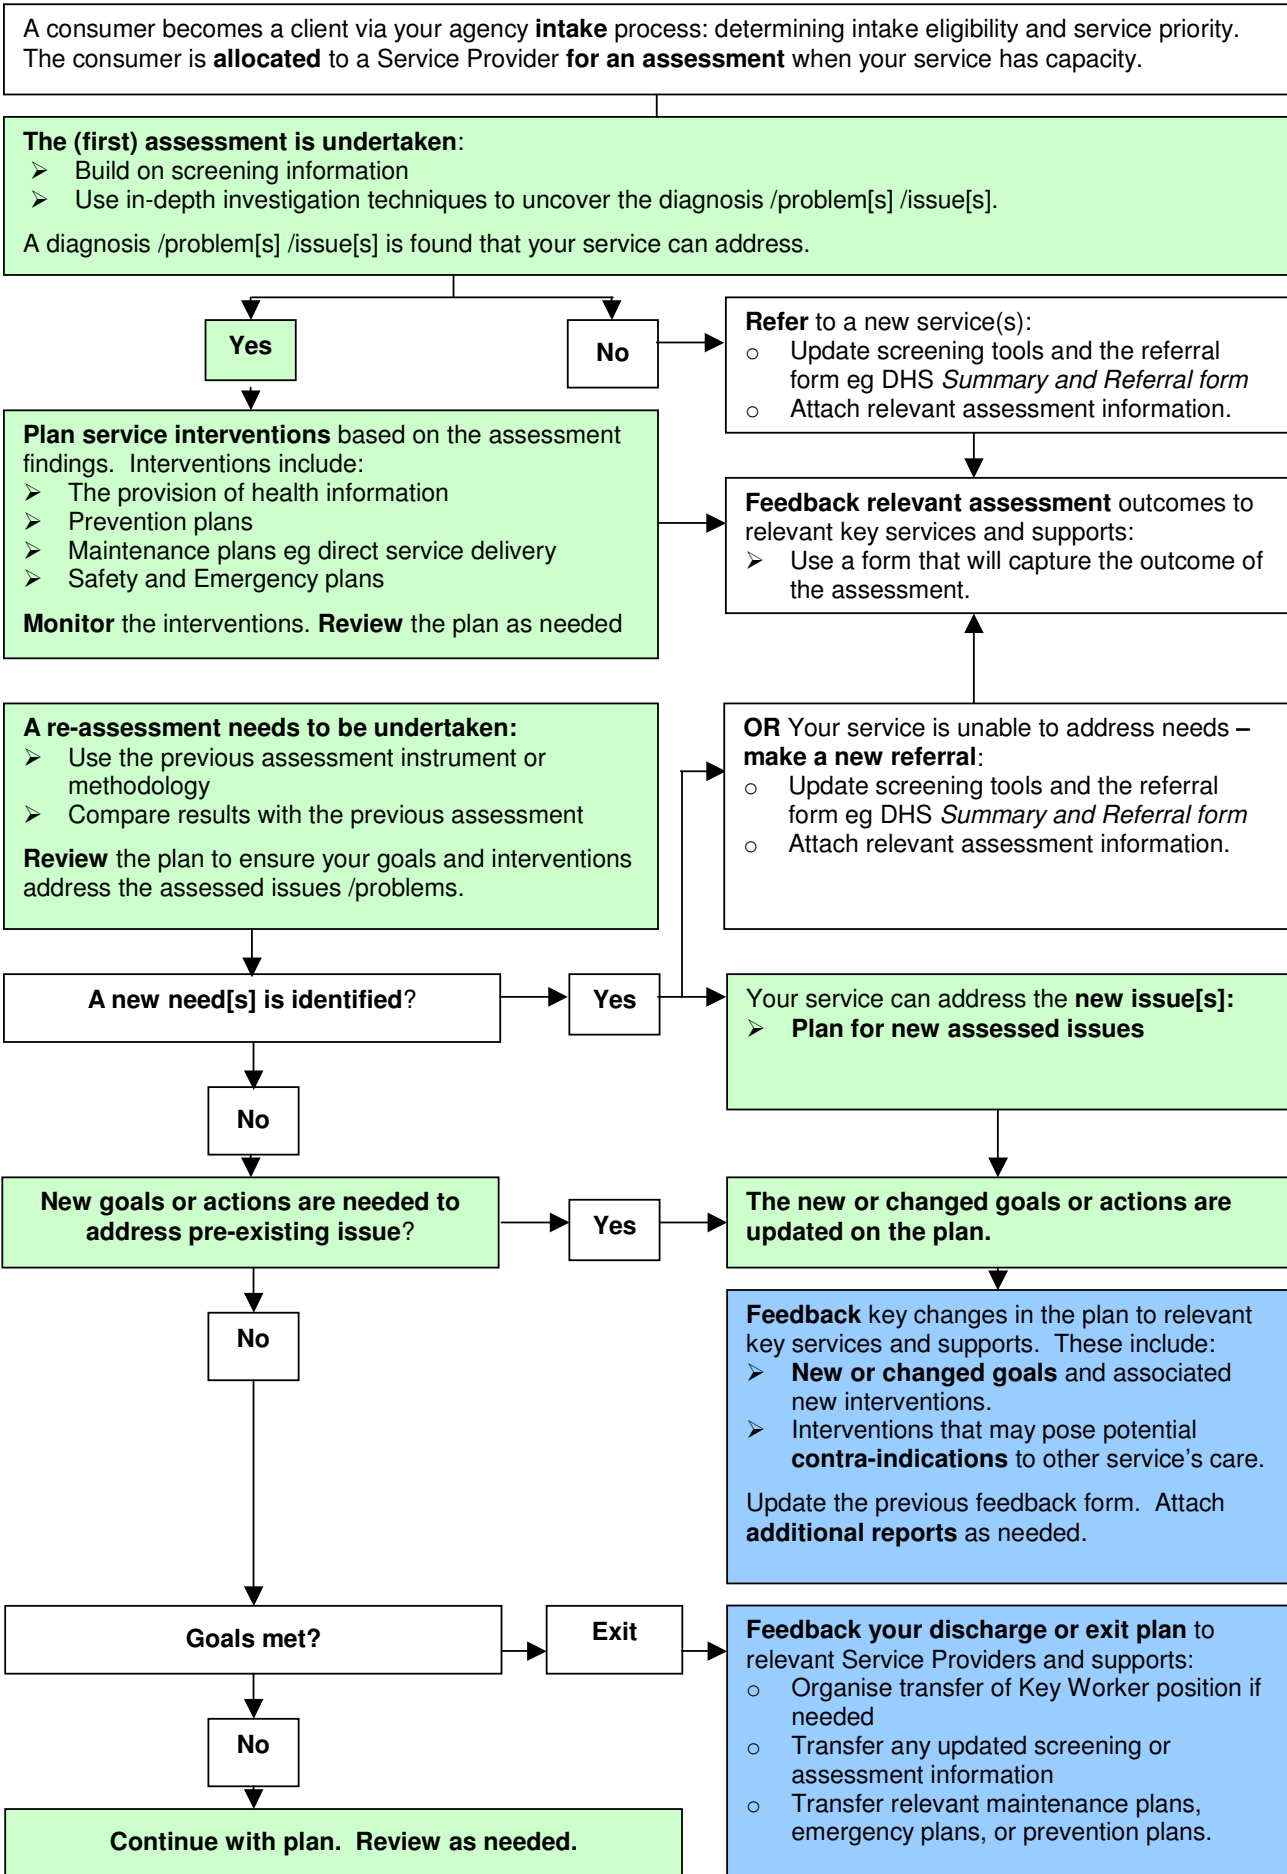 A consumer becomes a client via your agency intake process: determining intake eligibility and service priority.
The consumer is allocated to a Service Provider for an assessment when your service has capacity.
The (first) assessment is undertaken:
➢ Build on screening information
➢ Use in-depth investigation techniques to uncover the diagnosis /problem[s] /issue[s].
A diagnosis /problem[s] /issue[s] is found that your service can address.
Yes
No
Refer to a new service(s):
o Update screening tools and the referral
form eg DHS Summary and Referral form
o Attach relevant assessment information.
Plan service interventions based on the assessment
findings. Interventions include:
➢ The provision of health information
➢ Prevention plans
➢ Maintenance plans eg direct service delivery
➢ Safety and Emergency plans
Monitor the interventions. Review the plan as needed
Feedback relevant assessment outcomes to
relevant key services and supports:
➢ Use a form that will capture the outcome of
the assessment.
A re-assessment needs to be undertaken:
➢ Use the previous assessment instrument or
methodology
➢ Compare results with the previous assessment
Review the plan to ensure your goals and interventions
address the assessed issues /problems.
OR Your service is unable to address needs –
make a new referral:
o Update screening tools and the referral
form eg DHS Summary and Referral form
o Attach relevant assessment information.
A new need[s] is identified?
Yes
Your service can address the new issue[s]:
➢ Plan for new assessed issues
No
New goals or actions are needed to
address pre-existing issue?
Yes
The new or changed goals or actions are
updated on the plan.
No
Feedback key changes in the plan to relevant
key services and supports. These include:
➢ New or changed goals and associated
new interventions.
➢ Interventions that may pose potential
contra-indications to other service's care.
Update the previous feedback form. Attach
additional reports as needed.
Goals met?
Exit
Feedback your discharge or exit plan to
relevant Service Providers and supports:
o Organise transfer of Key Worker position if
needed
o Transfer any updated screening or
assessment information
o Transfer relevant maintenance plans,
emergency plans, or prevention plans.
No
Continue with plan. Review as needed.